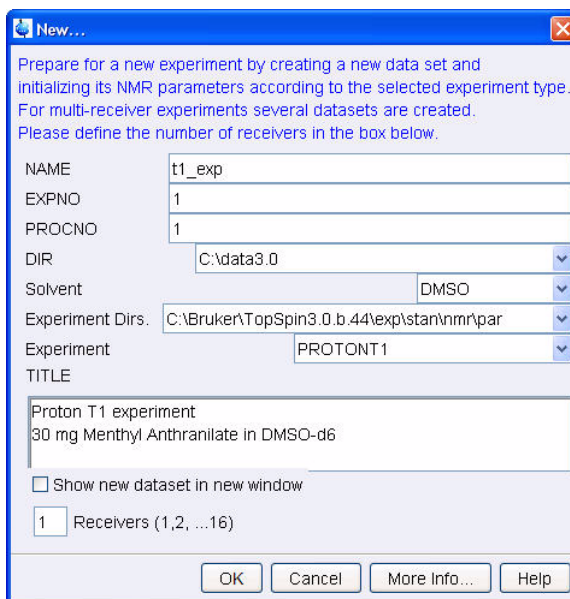 New...
Prepare for a new experiment by creating a new data set and
initializing its NMR parameters according to the selected experiment type.
For multi-receiver experiments several datasets are created.
Please define the number of receivers in the box below.
NAME t1_exp
EXPNO 1
PROCNO 1
DIR C:\data3.0
Solvent DMSO
Experiment Dirs. C:\Bruker\TopSpin3.0.b.44\exp\stan\nmr\par
Experiment PROTONT1
TITLE
Proton T1 experiment
30 mg Menthyl Anthranilate in DMSO-d6
Show new dataset in new window
1 Receivers (1,2, ...16)
OK Cancel More Info... Help